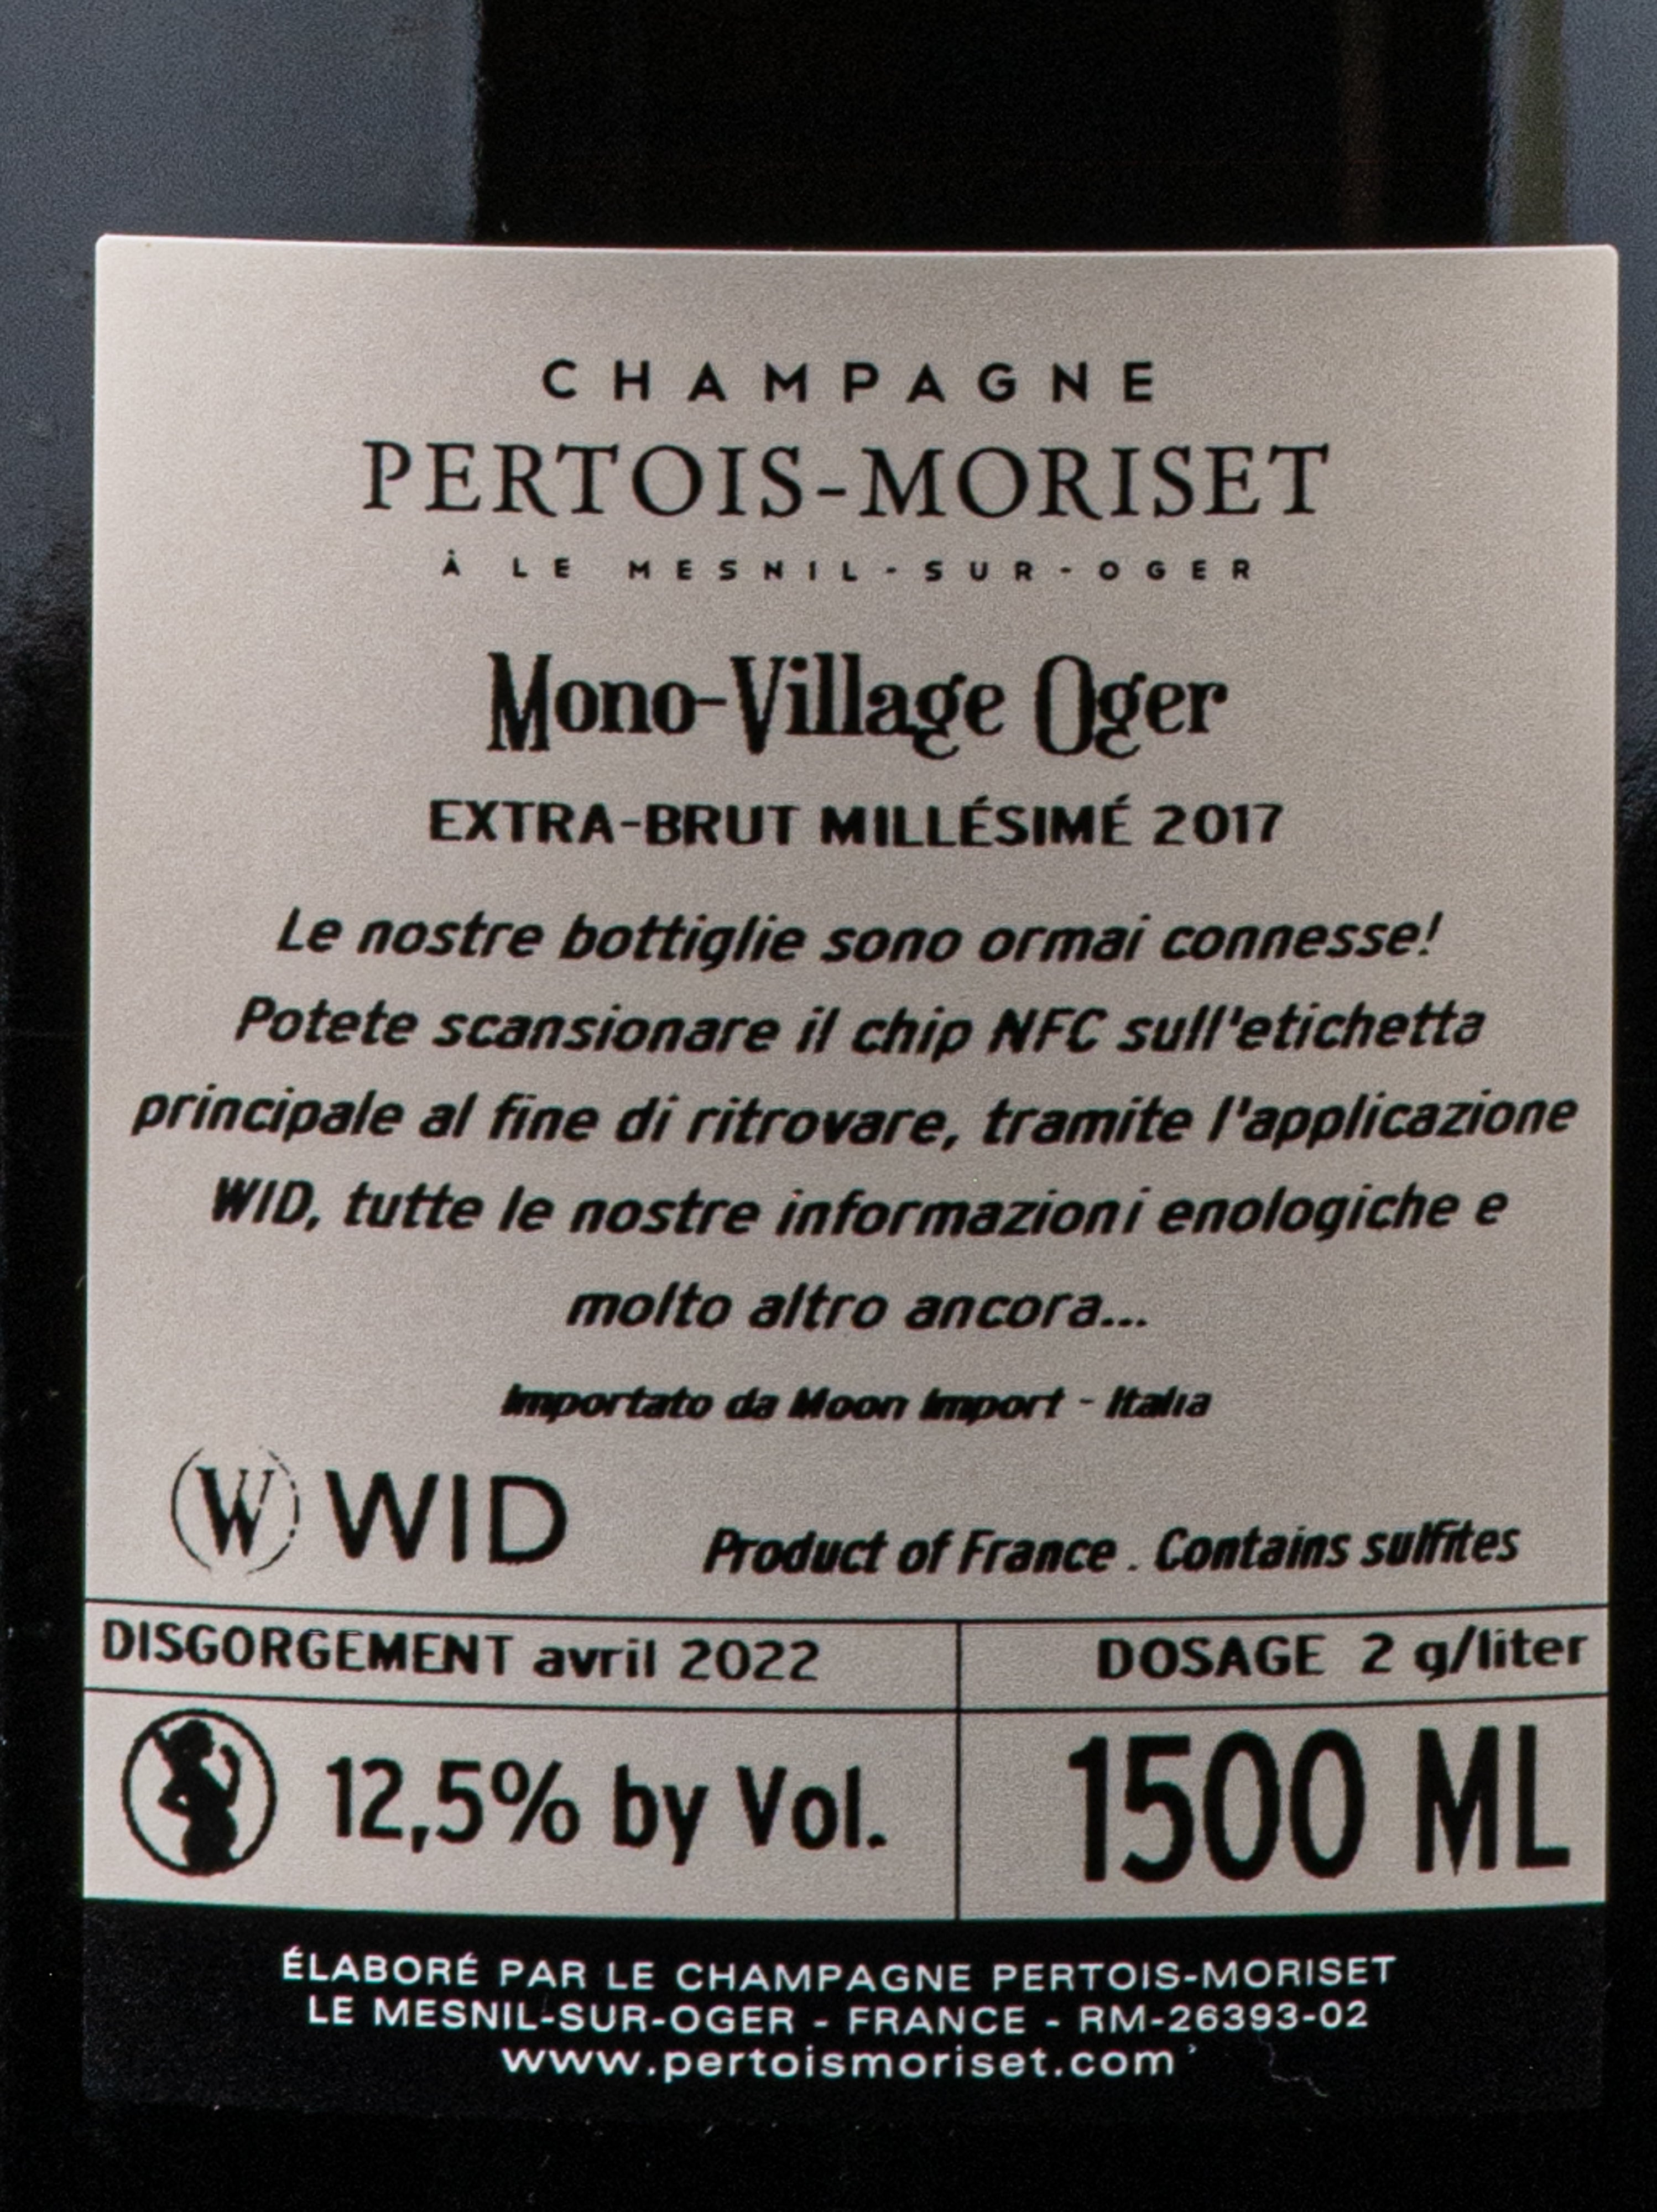 CHAMPAGNE
PERTOIS-MORISET
À LE MESNIL-SUR-OGER
Mono-Village Oger
EXTRA-BRUT MILLÉSIMÉ 2017
Le nostre bottiglie sono ormai connesse!
Potete scansionare il chip NFC sull'etichetta
principale al fine di ritrovare, tramite l'applicazione
WID, tutte le nostre informazioni enologiche e
molto altro ancora...
Importato da Moon Import - Italia
W WID
Product of France . Contains sulfites
DISGORGEMENT avril 2022
DOSAGE 2 g/liter
12,5% by Vol.
1500 ML
ÉLABORÉ PAR LE CHAMPAGNE PERTOIS-MORISET
LE MESNIL-SUR-OGER - FRANCE - RM-26393-02
www.pertoismoriset.com